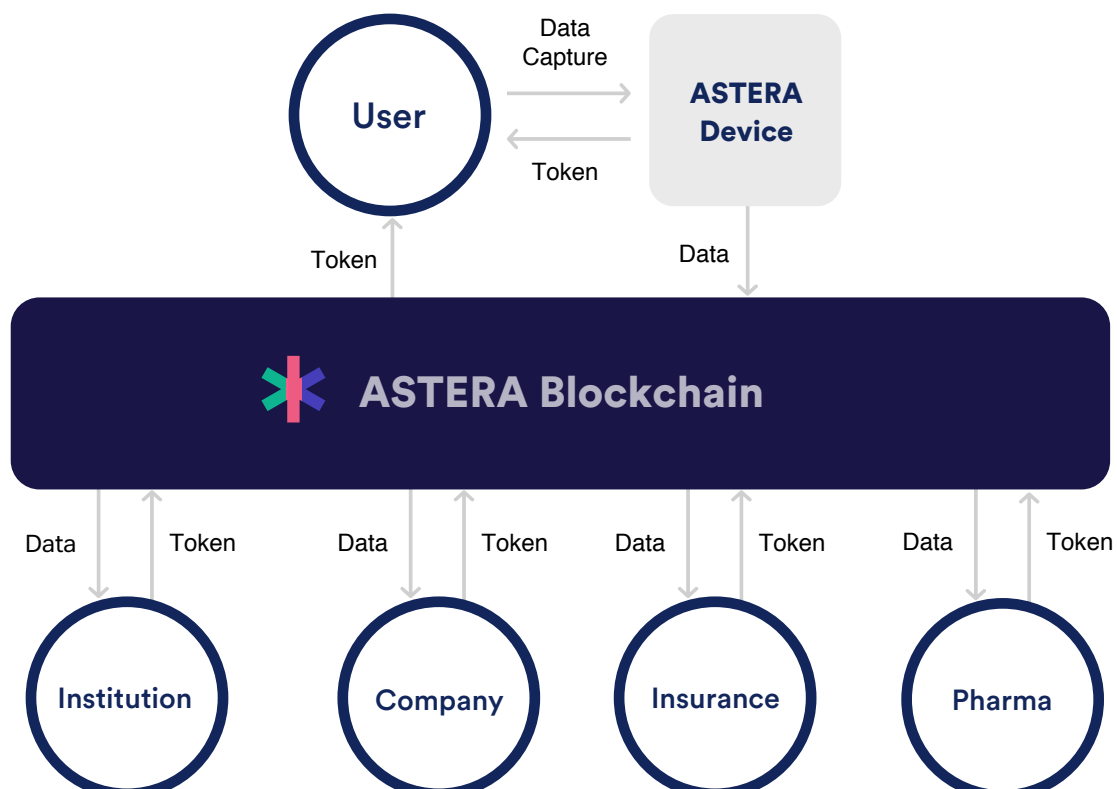 Data
Capture
User
ASTERA
Device
Token
Token
Data
ASTERA Blockchain
Data
Token
Data
Token
Data
Token
Data
Token
Institution
Company
Insurance
Pharma